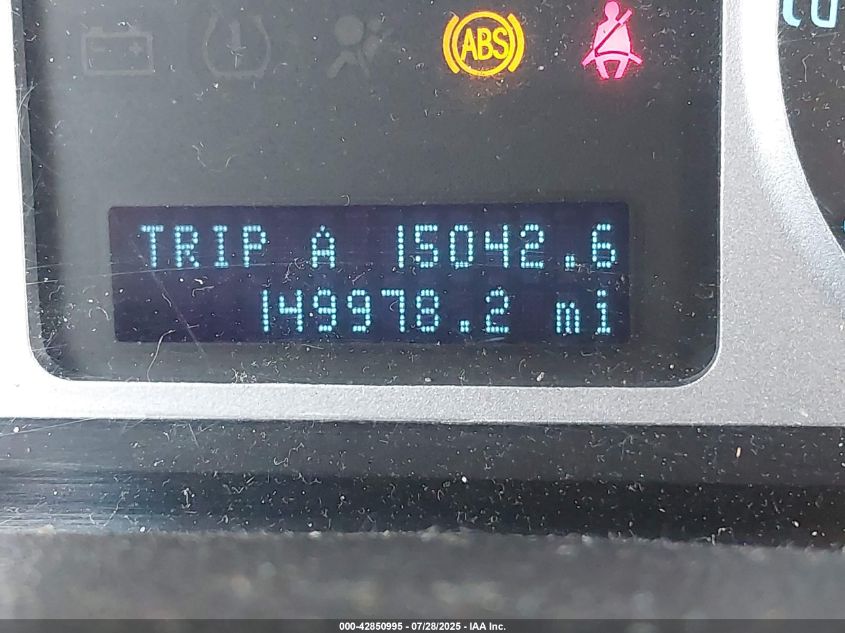 ABS
TRIP A 15042.6
149978.2 mi
000-42850995 - 07/28/2025 - IAA Inc.